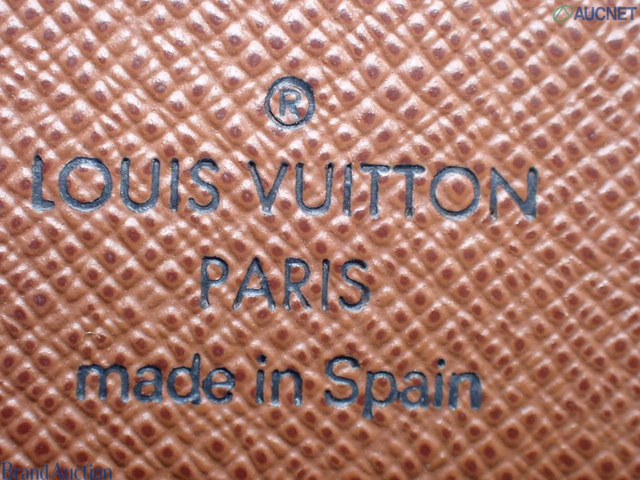 AUCNET
®
LOUIS VUITTON
PARIS
made in Spain
Brand Auction